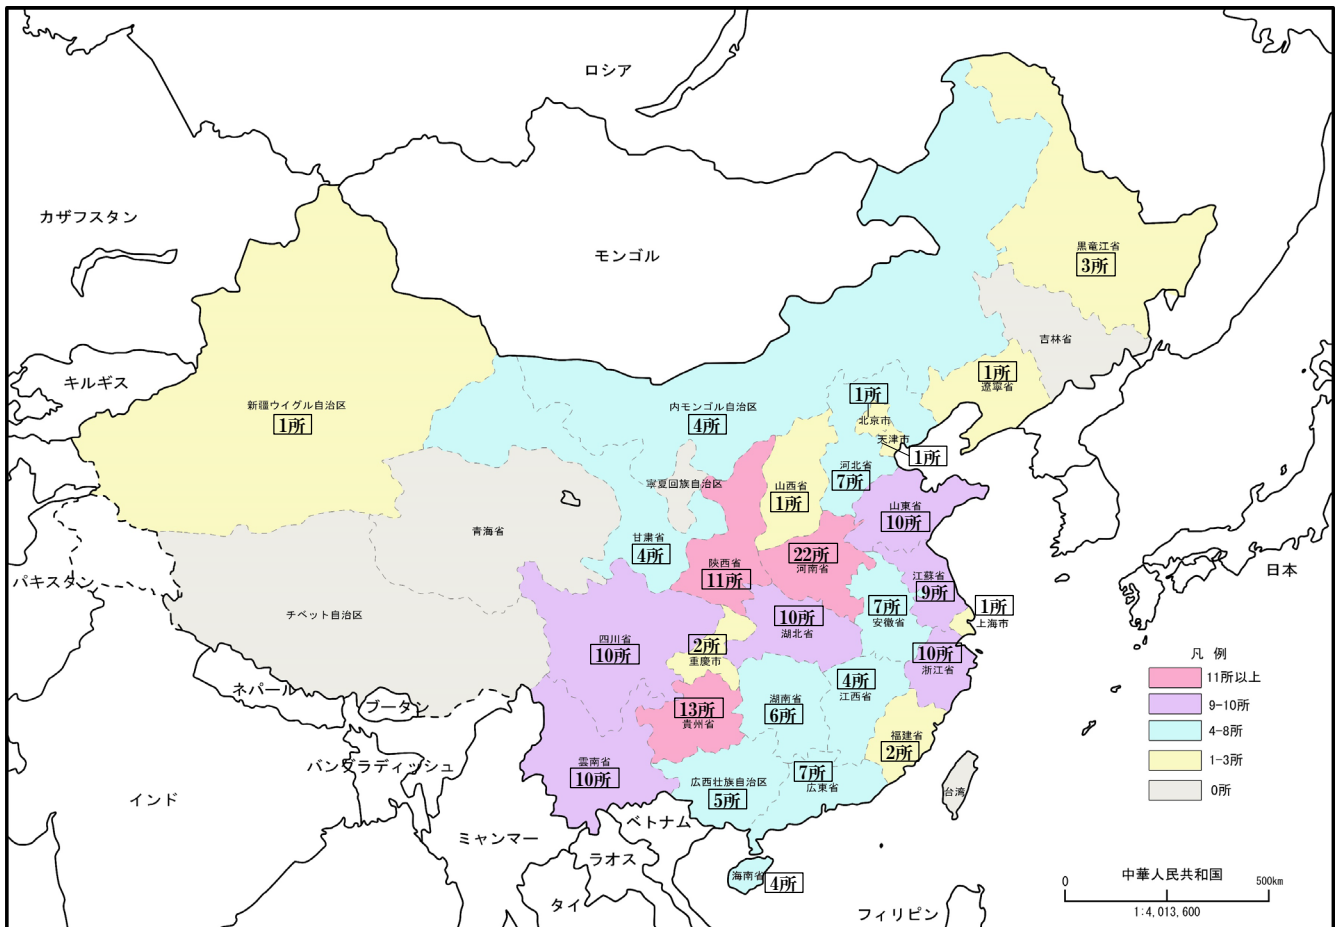 ロシア
カザフスタン
モンゴル
黒竜江省
3所
吉林省
キルギス
1所
遼寧省
新疆ウイグル自治区
1所
内モンゴル自治区
4所
1所
北京市
天津市
1所
河北省
7所
寧夏回族自治区
山西省
1所
山東省
10所
青海省
甘粛省
4所
陝西省
11所
22所
河南省
パキスタン
日本
江蘇省
9所
チベット自治区
7所
安徽省
1所
上海市
10所
湖北省
四川省
10所
2所
重慶市
10所
浙江省
4所
江西省
ネパール
ブータン
湖南省
6所
13所
貴州省
福建省
2所
バングラディッシュ
雲南省
10所
広西壮族自治区
5所
7所
広東省
台湾
インド
ミャンマー
ベトナム
ラオス
タイ
海南省
4所
フィリピン
凡 例
11所以上
9-10所
4-8所
1-3所
0所
中華人民共和国
0
500km
1:4,013,600